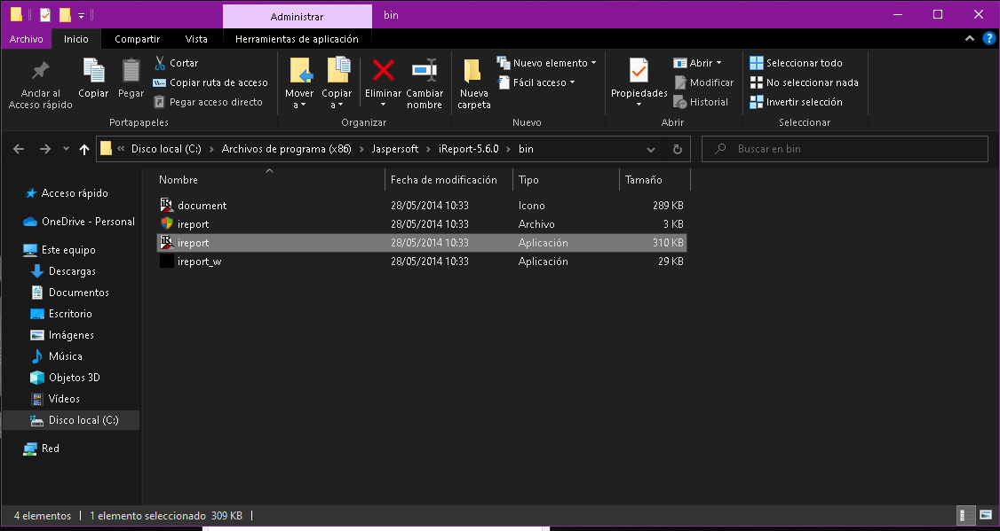 Administrar bin
Archivo Inicio Compartir Vista Herramientas de aplicación
Anclar al Acceso rápido
Copiar
Pegar
Cortar
Copiar ruta de acceso
Pegar acceso directo
Portapapeles
Mover a
Copiar a
Eliminar
Cambiar nombre
Organizar
Nueva carpeta
Nuevo elemento
Fácil acceso
Nuevo
Propiedades
Abrir
Modificar
Historial
Abrir
Seleccionar todo
No seleccionar nada
Invertir selección
Seleccionar
« Disco local (C:) > Archivos de programa (x86) > Jaspersoft > iReport-5.6.0 > bin
Buscar en bin
Acceso rápido
OneDrive - Personal
Este equipo
Descargas
Documentos
Escritorio
Imágenes
Música
Objetos 3D
Vídeos
Disco local (C:)
Red
Nombre Fecha de modificación Tipo Tamaño
document 28/05/2014 10:33 Icono 289 KB
ireport 28/05/2014 10:33 Archivo 3 KB
ireport 28/05/2014 10:33 Aplicación 310 KB
ireport_w 28/05/2014 10:33 Aplicación 29 KB
4 elementos | 1 elemento seleccionado 309 KB |